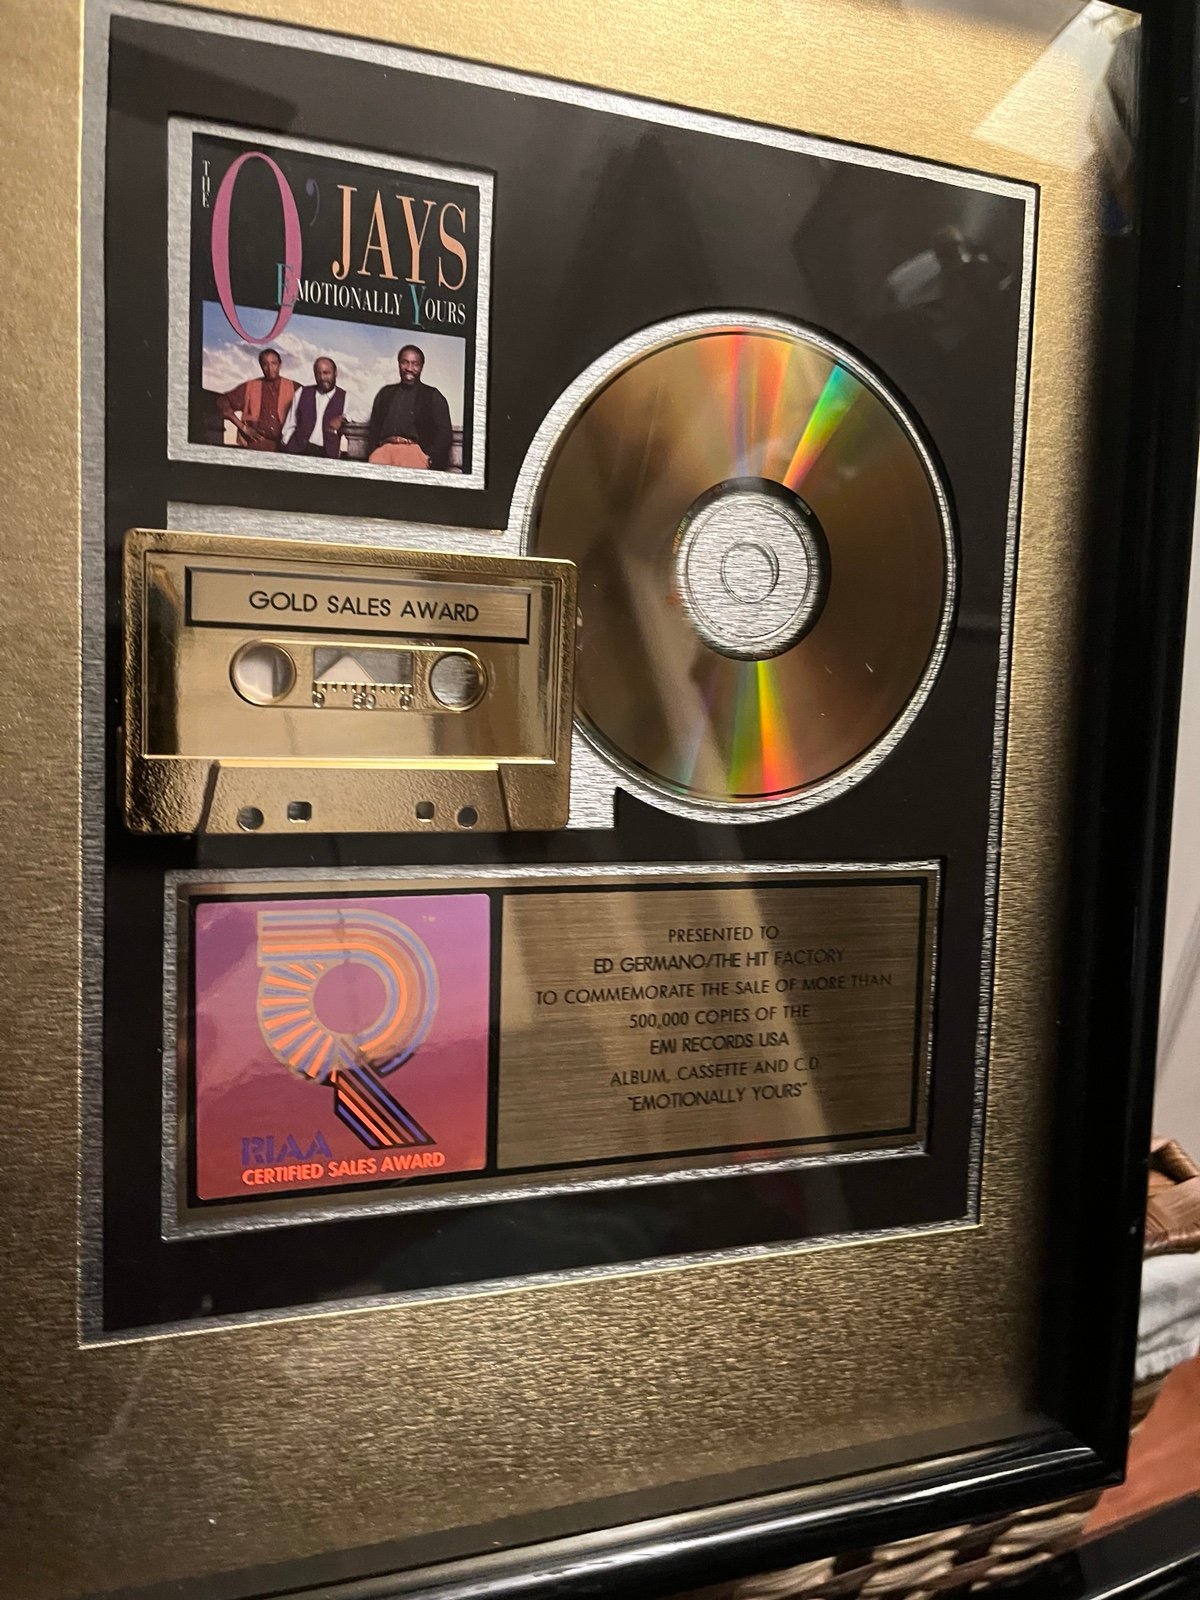 THE
O'JAYS
EMOTIONALLY YOURS
GOLD SALES AWARD
RIAA
CERTIFIED SALES AWARD
PRESENTED TO
ED GERMANO/THE HIT FACTORY
TO COMMEMORATE THE SALE OF MORE THAN
500,000 COPIES OF THE
EMI RECORDS USA
ALBUM, CASSETTE AND C.D.
"EMOTIONALLY YOURS"